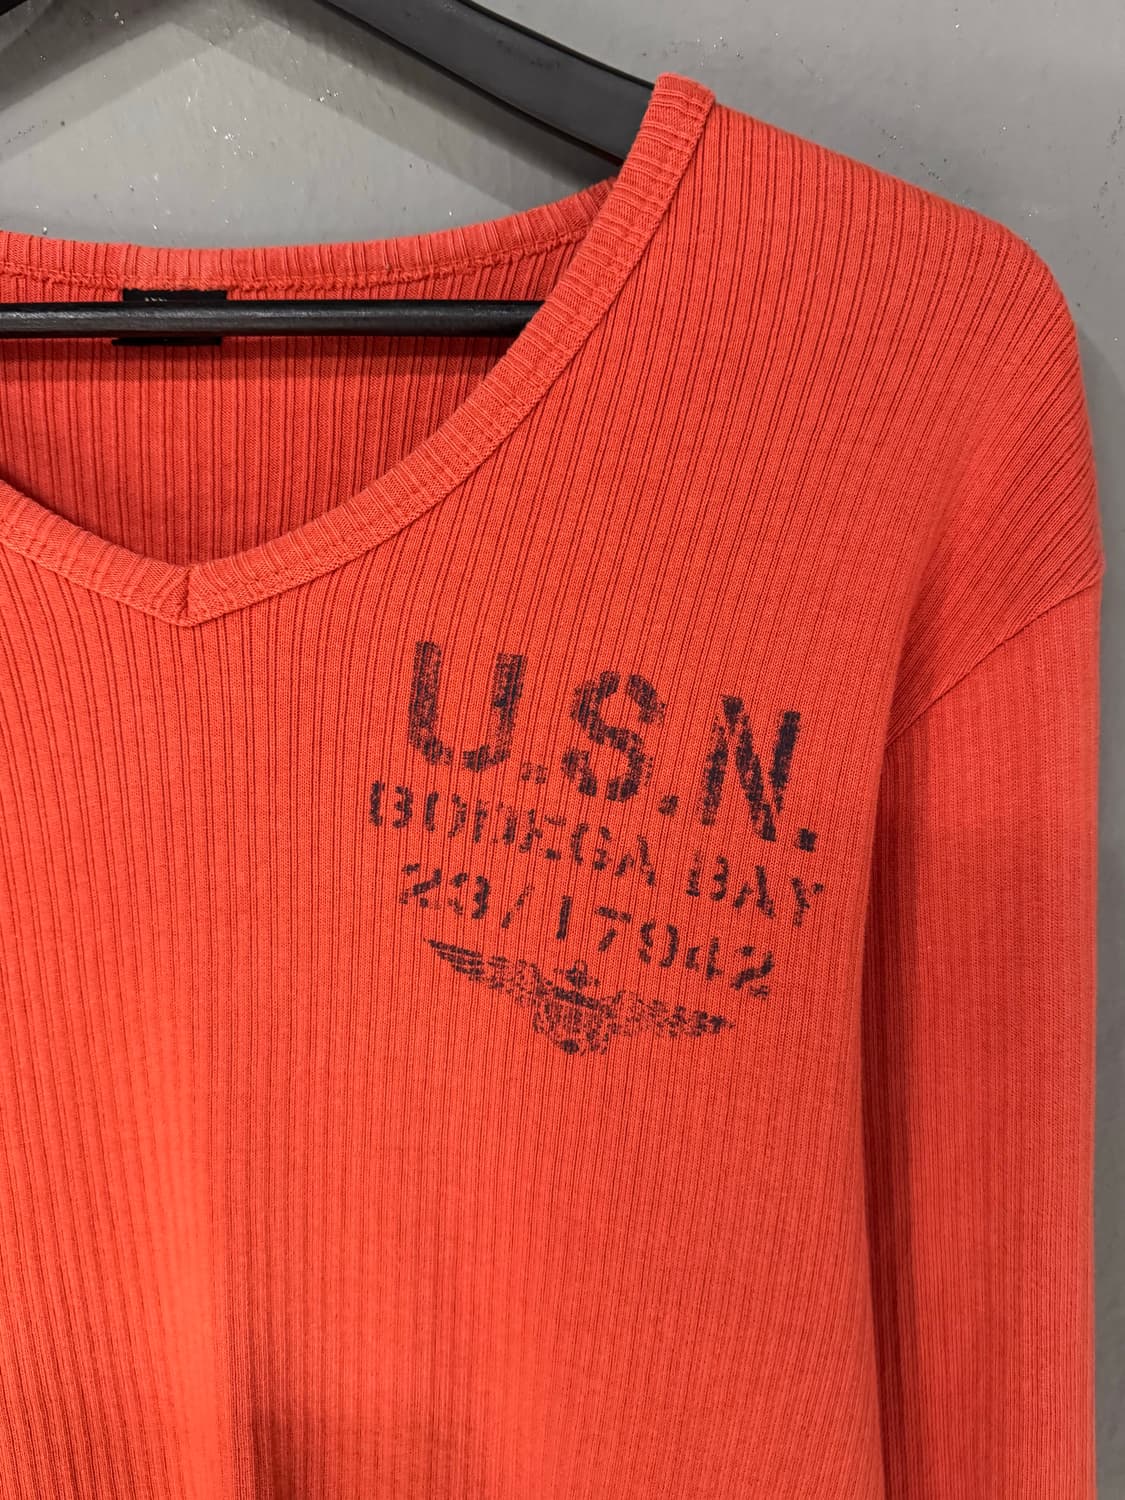 U.S.N.
BODEGA BAY
23/17942